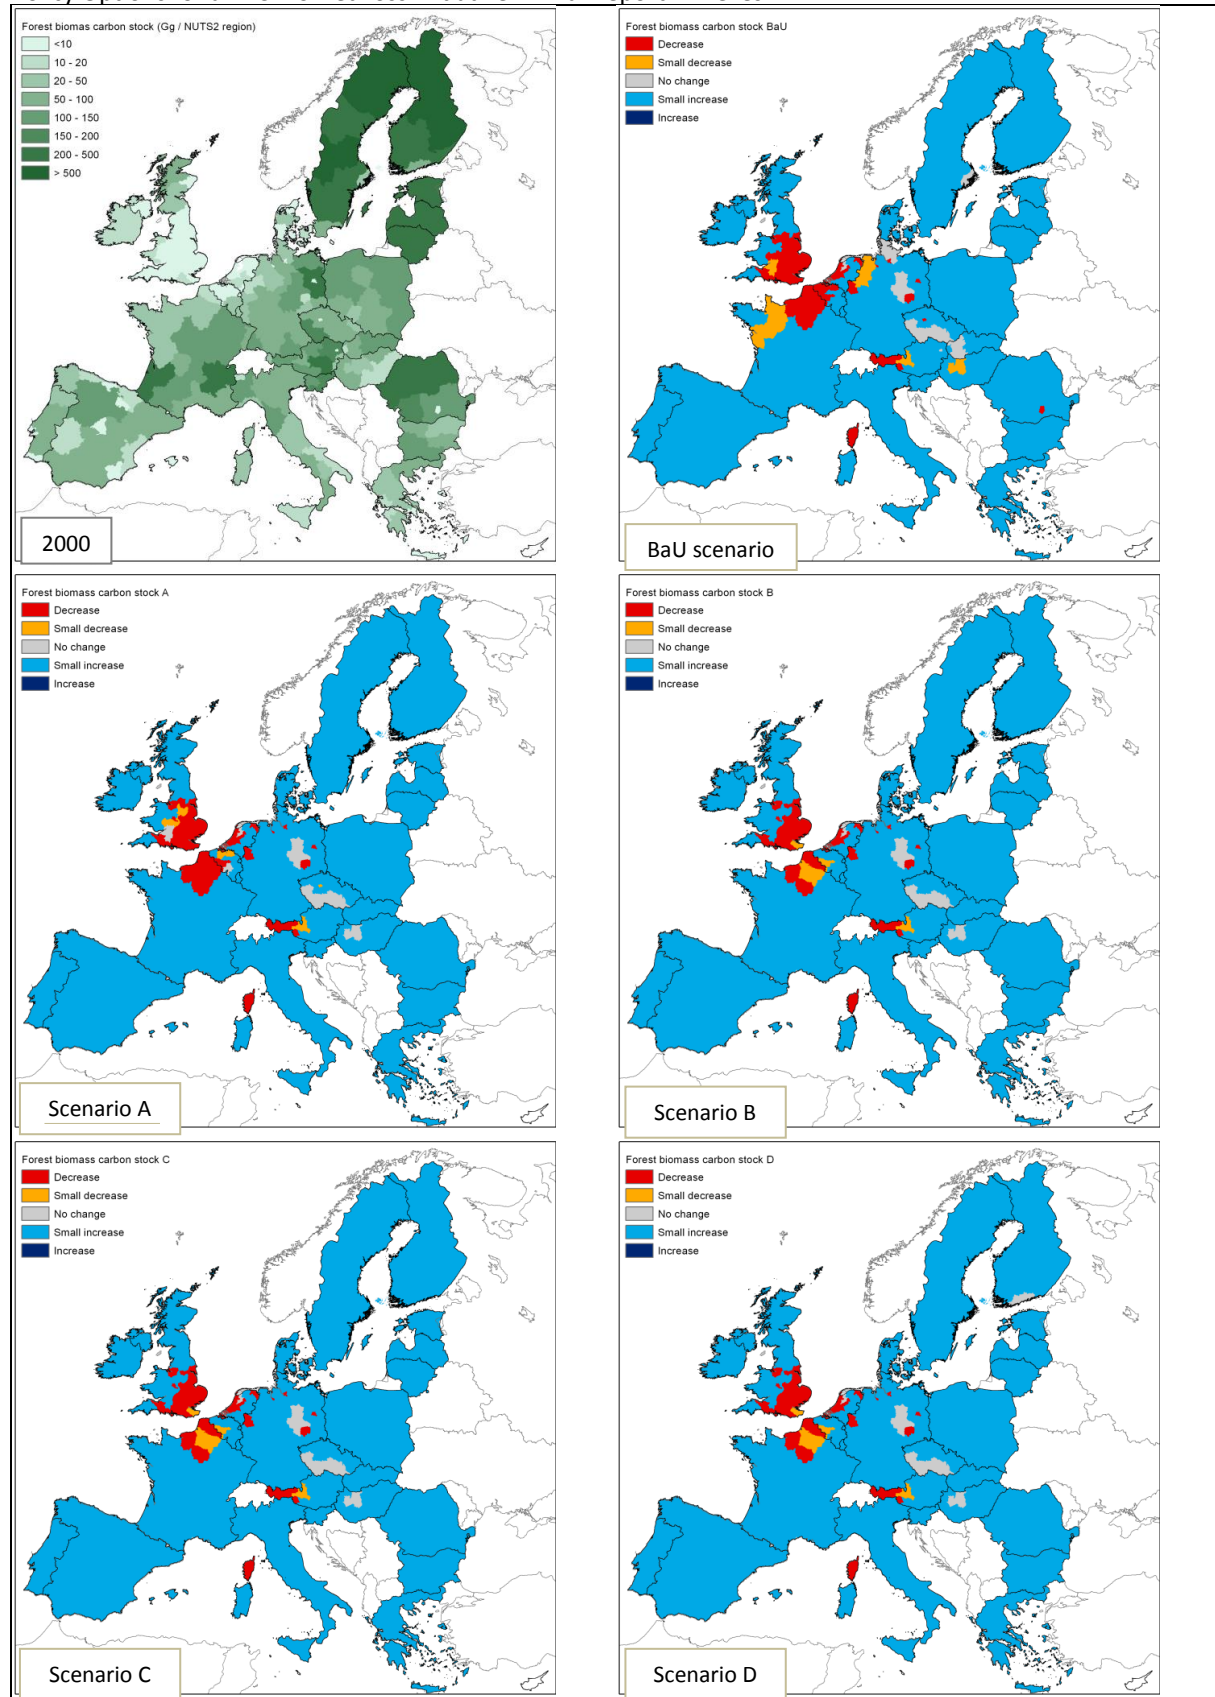 Forest biomas carbon stock (Gg / NUTS2 region)
<10
10 - 20
20 - 50
50 - 100
100 - 150
150 - 200
200 - 500
> 500
2000
Forest biomass carbon stock BaU
Decrease
Small decrease
No change
Small increase
Increase
BaU scenario
Forest biomass carbon stock A
Decrease
Small decrease
No change
Small increase
Increase
Scenario A
Forest biomass carbon stock B
Decrease
Small decrease
No change
Small increase
Increase
Scenario B
Forest biomass carbon stock C
Decrease
Small decrease
No change
Small increase
Increase
Scenario C
Forest biomass carbon stock D
Decrease
Small decrease
No change
Small increase
Increase
Scenario D